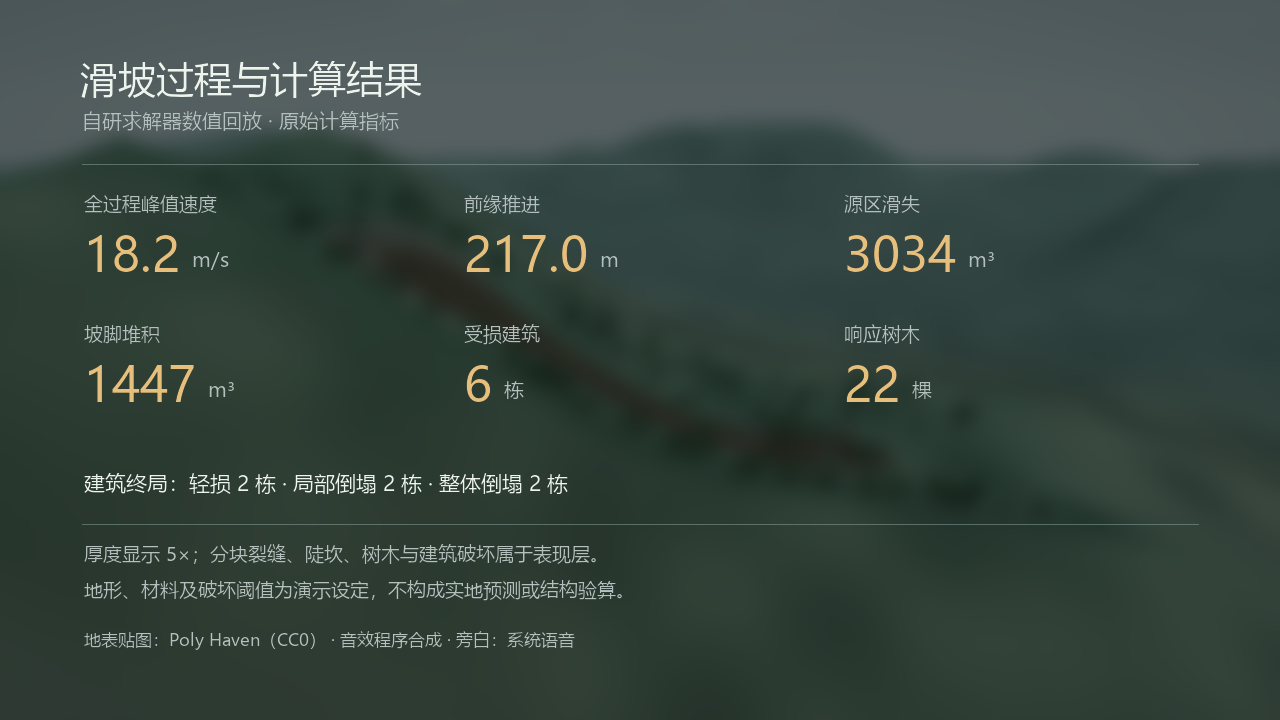 滑坡过程与计算结果
自研求解器数值回放 · 原始计算指标
全过程峰值速度 前缘推进 源区滑失
18.2 m/s 217.0 m 3034 m³
坡脚堆积 受损建筑 响应树木
1447 m³ 6 栋 22 棵
建筑终局：轻损 2 栋 · 局部倒塌 2 栋 · 整体倒塌 2 栋
厚度显示 5×；分块裂缝、陡坎、树木与建筑破坏属于表现层。
地形、材料及破坏阈值为演示设定，不构成实地预测或结构验算。
地表贴图：Poly Haven（CC0） · 音效程序合成 · 旁白：系统语音